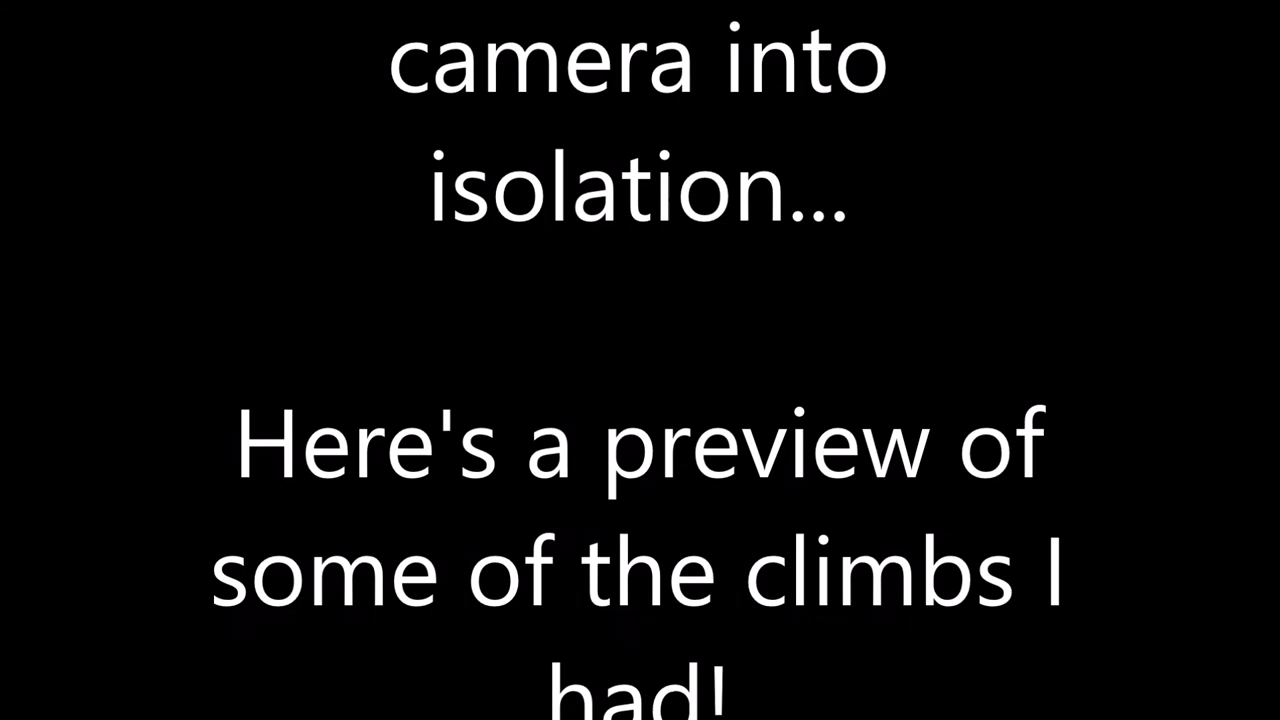 camera into
isolation...
Here's a preview of
some of the climbs I
had!